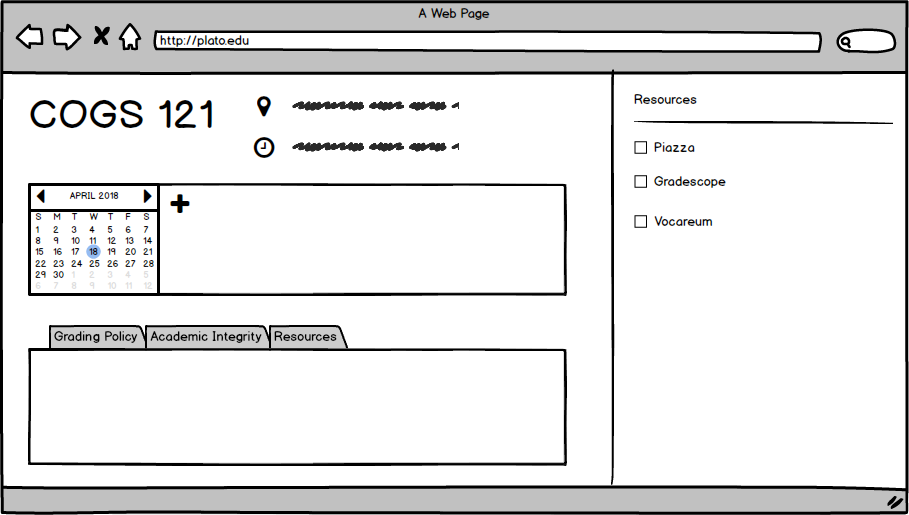 A Web Page
http://plato.edu
COGS 121
Resources
Piazza
Gradescope
Vocareum
APRIL 2018
S M T W T F S
1 2 3 4 5 6 7
8 9 10 11 12 13 14
15 16 17 18 19 20 21
22 23 24 25 26 27 28
29 30 1 2 3 4 5
6 7 8 9 10 11 12
Grading Policy Academic Integrity Resources